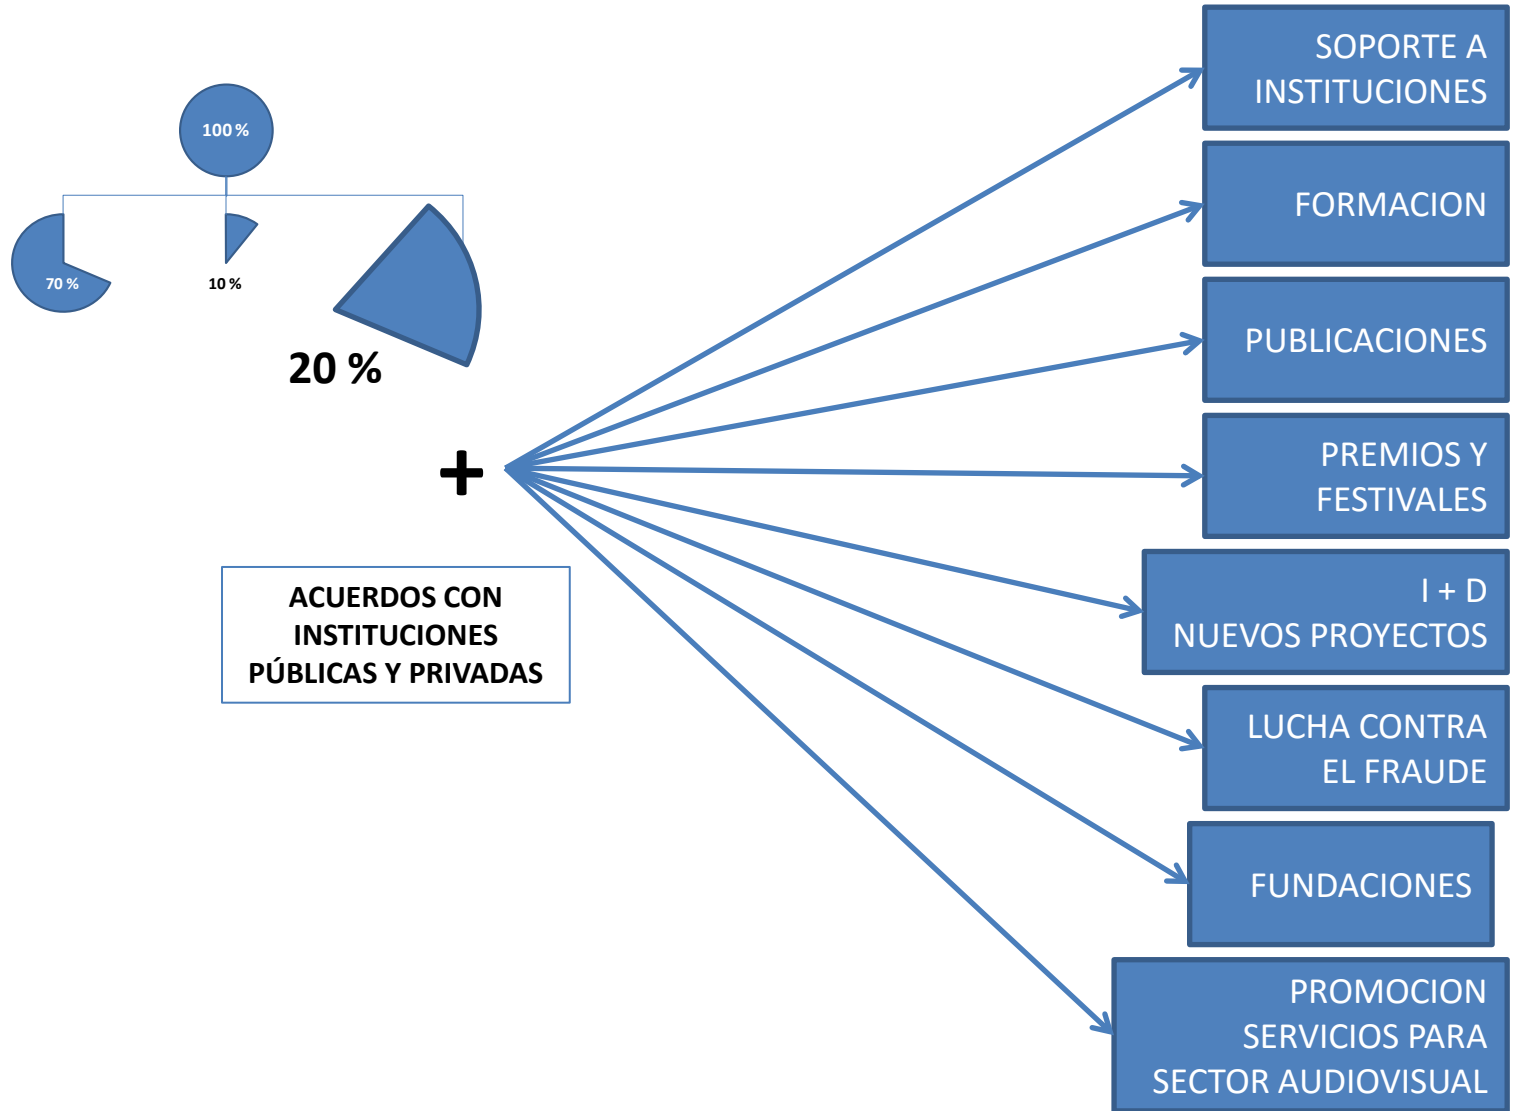 100 %
70 %
10 %
20 %
+
ACUERDOS CON
INSTITUCIONES
PÚBLICAS Y PRIVADAS
SOPORTE A
INSTITUCIONES
FORMACION
PUBLICACIONES
PREMIOS Y
FESTIVALES
I + D
NUEVOS PROYECTOS
LUCHA CONTRA
EL FRAUDE
FUNDACIONES
PROMOCION
SERVICIOS PARA
SECTOR AUDIOVISUAL